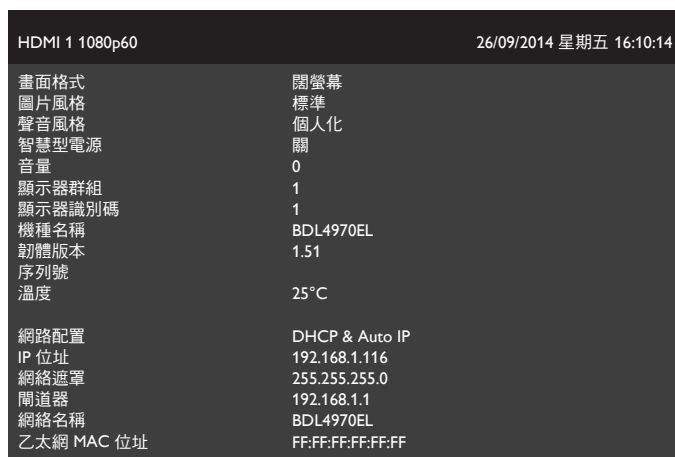 HDMI 1 1080p60 26/09/2014 星期五 16:10:14
畫面格式 闊螢幕
圖片風格 標準
聲音風格 個人化
智慧型電源 關
音量 0
顯示器群組 1
顯示器識別碼 1
機種名稱 BDL4970EL
韌體版本 1.51
序列號
溫度 25°C
網路配置 DHCP & Auto IP
IP 位址 192.168.1.116
網絡遮罩 255.255.255.0
閘道器 192.168.1.1
網絡名稱 BDL4970EL
乙太網 MAC 位址 FF:FF:FF:FF:FF:FF